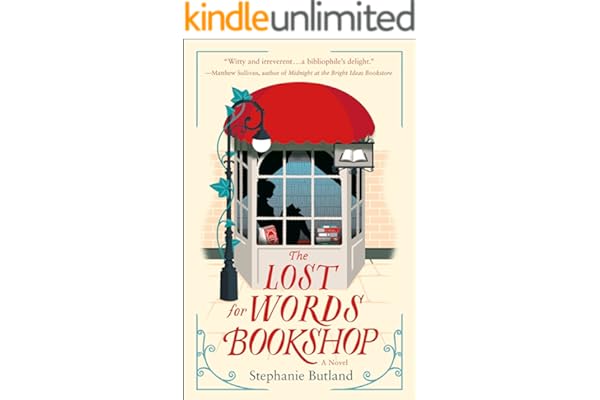 kindleunlimited
"Witty and irreverent…a bibliophile's delight."
—Matthew Sullivan, author of Midnight at the Bright Ideas Bookstore
The
LOST
for WORDS
BOOKSHOP
A Novel
Stephanie Butland